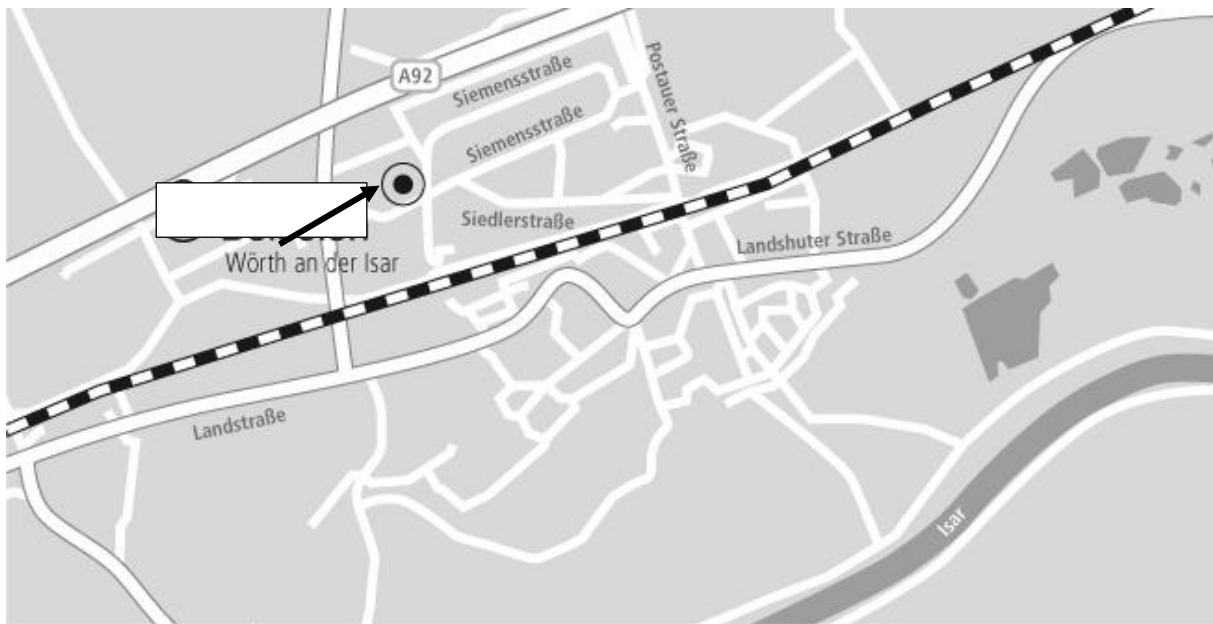 A92
Siemensstraße
Postauer Straße
Siemensstraße
Siedlerstraße
Landshuter Straße
Wörth an der Isar
Landstraße
Isar